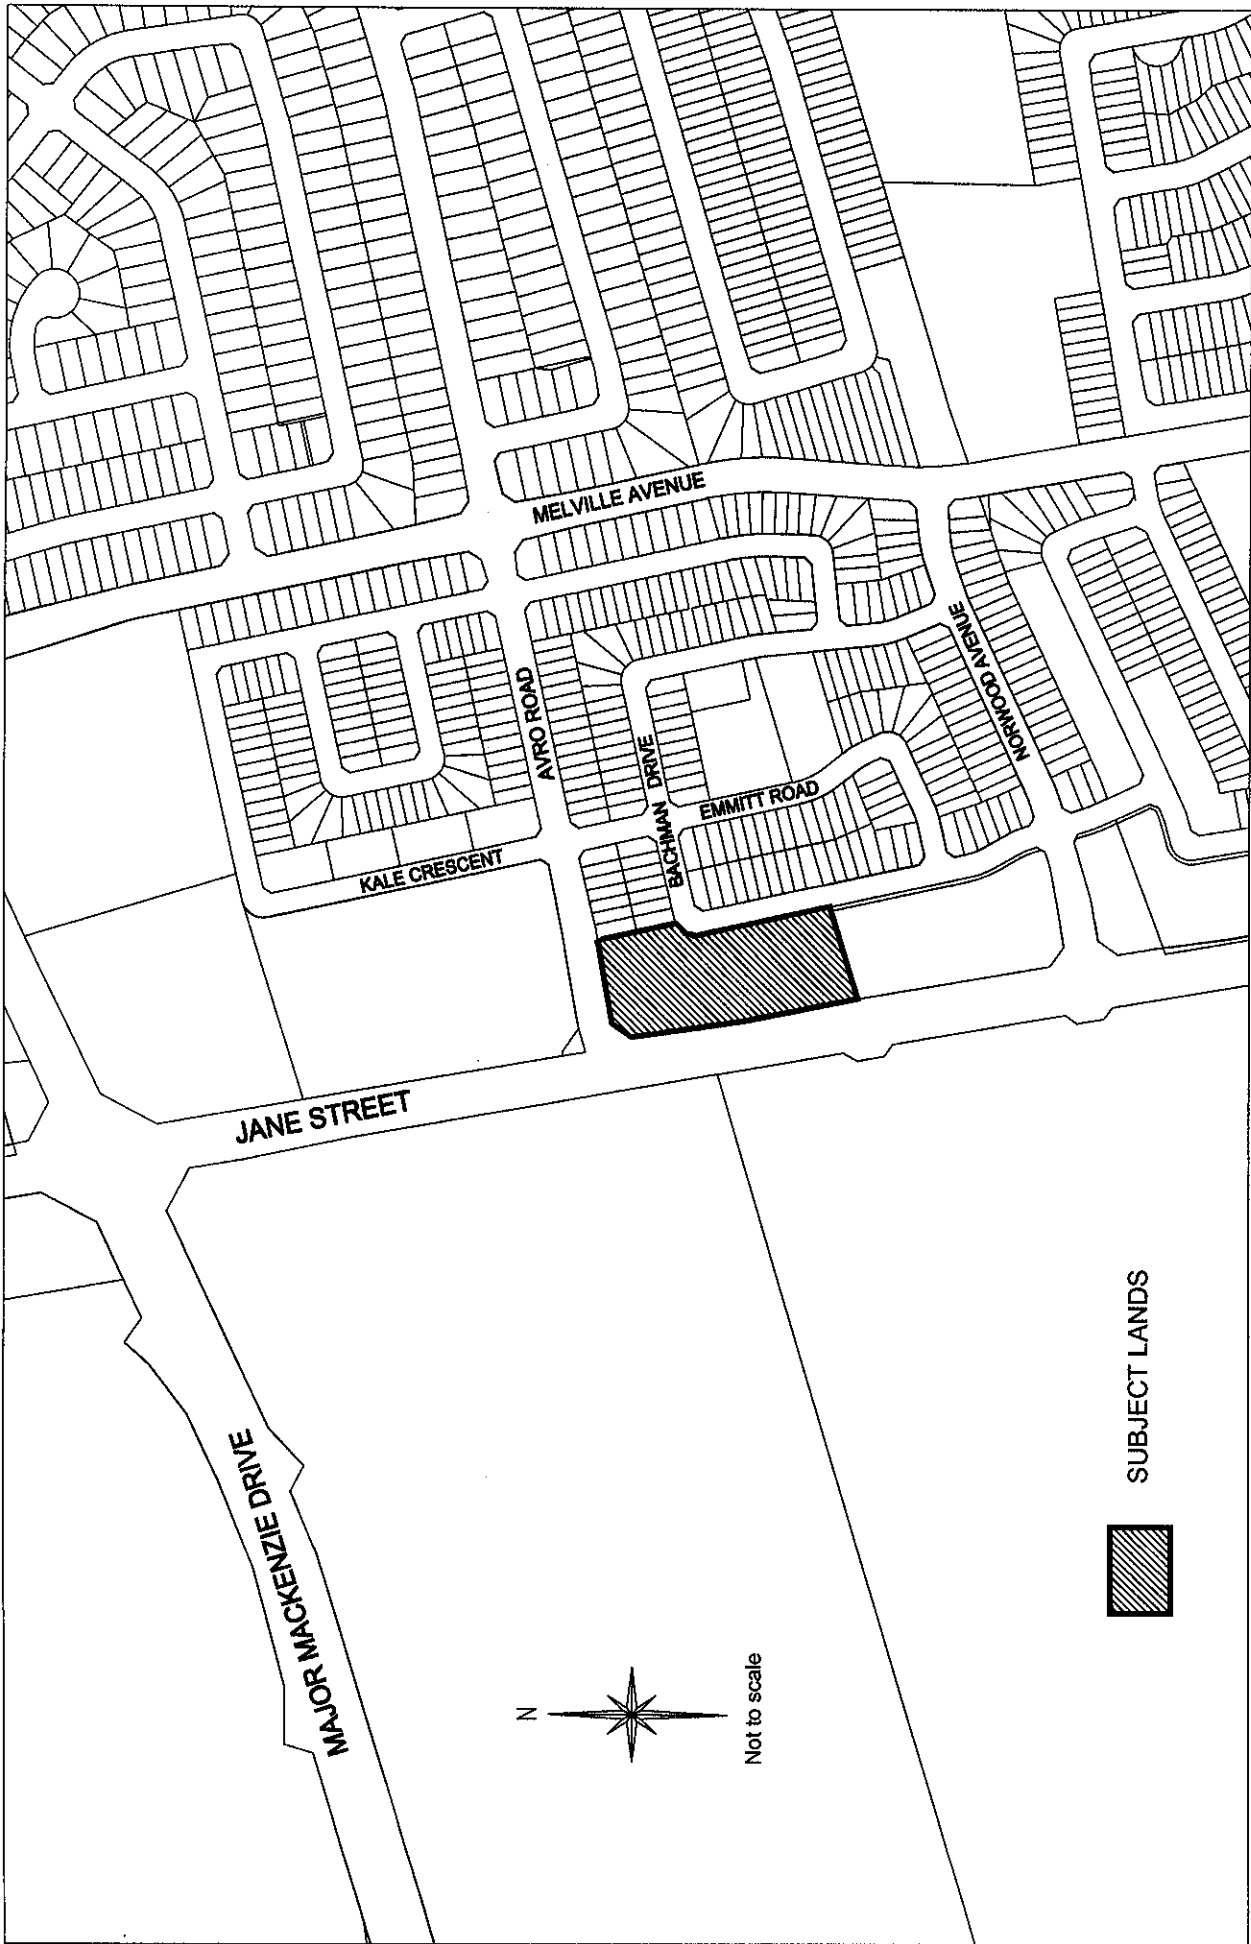 MELVILLE AVENUE
AVRO ROAD
NORWOOD AVENUE
BACHMAN DRIVE
EMMITT ROAD
KALE CRESCENT
JANE STREET
MAJOR MACKENZIE DRIVE
SUBJECT LANDS
N
Not to scale